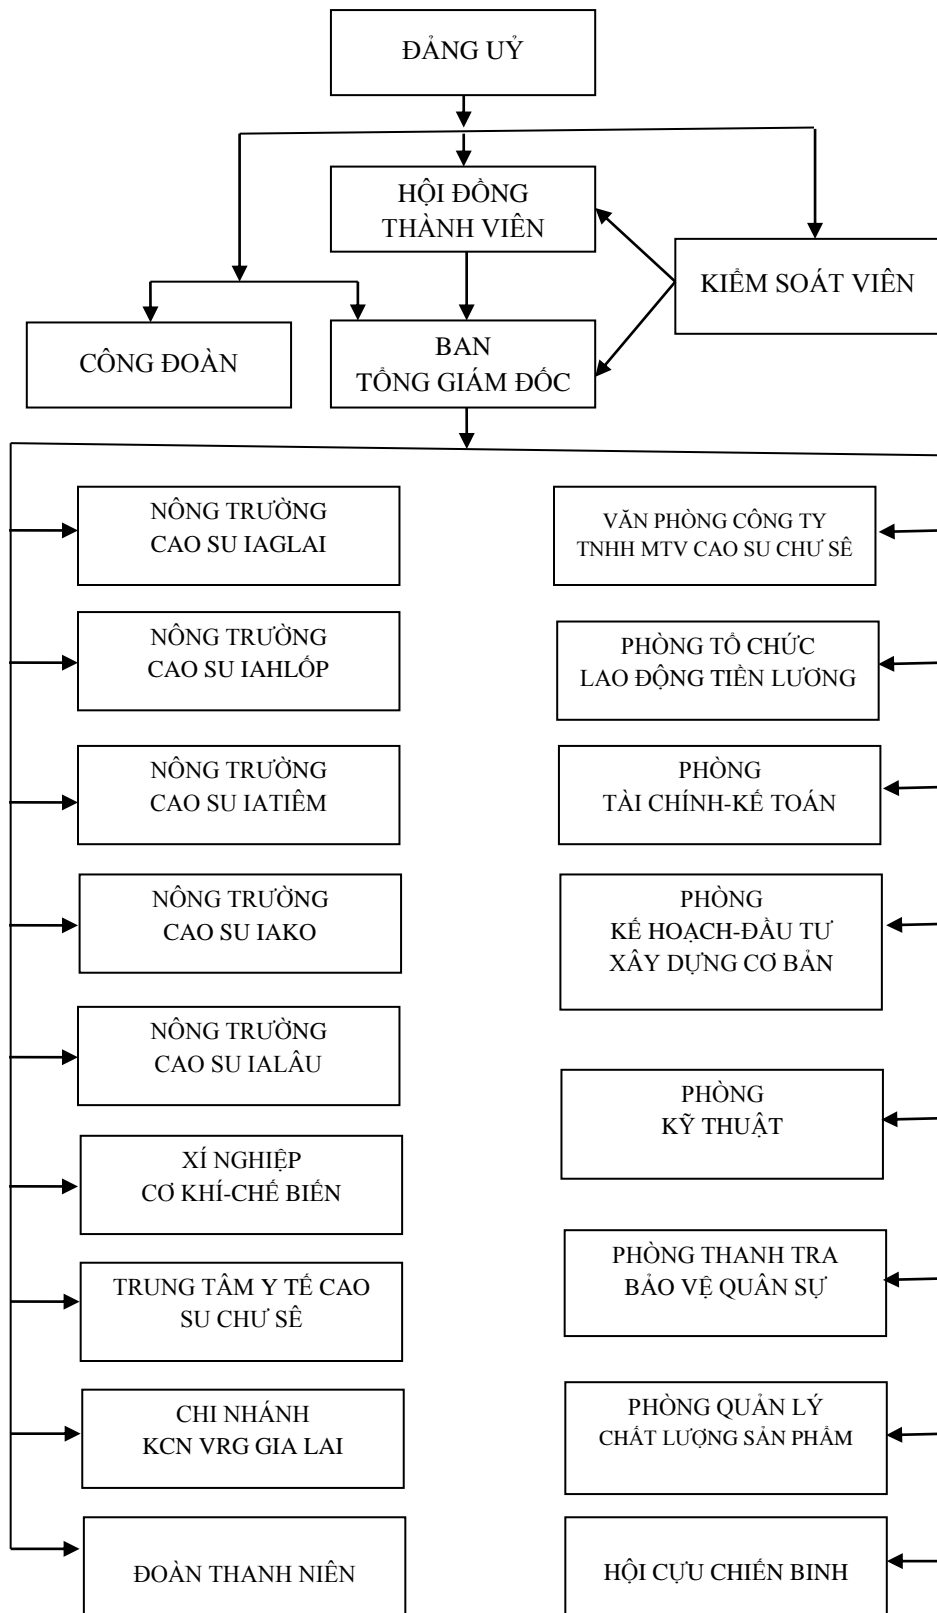 ĐẢNG UỶ
HỘI ĐỒNG
THÀNH VIÊN
KIỂM SOÁT VIÊN
CÔNG ĐOÀN
BAN
TỔNG GIÁM ĐỐC
NÔNG TRƯỜNG
CAO SU IAGLAI
VĂN PHÒNG CÔNG TY
TNHH MTV CAO SU CHƯ SÊ
NÔNG TRƯỜNG
CAO SU IAHLỐP
PHÒNG TỔ CHỨC
LAO ĐỘNG TIỀN LƯƠNG
NÔNG TRƯỜNG
CAO SU IATIÊM
PHÒNG
TÀI CHÍNH-KẾ TOÁN
NÔNG TRƯỜNG
CAO SU IAKO
PHÒNG
KẾ HOẠCH-ĐẦU TƯ
XÂY DỰNG CƠ BẢN
NÔNG TRƯỜNG
CAO SU IALÂU
PHÒNG
KỸ THUẬT
XÍ NGHIỆP
CƠ KHÍ-CHẾ BIẾN
PHÒNG THANH TRA
BẢO VỆ QUÂN SỰ
TRUNG TÂM Y TẾ CAO
SU CHƯ SÊ
CHI NHÁNH
KCN VRG GIA LAI
PHÒNG QUẢN LÝ
CHẤT LƯỢNG SẢN PHẨM
ĐOÀN THANH NIÊN
HỘI CỰU CHIẾN BINH